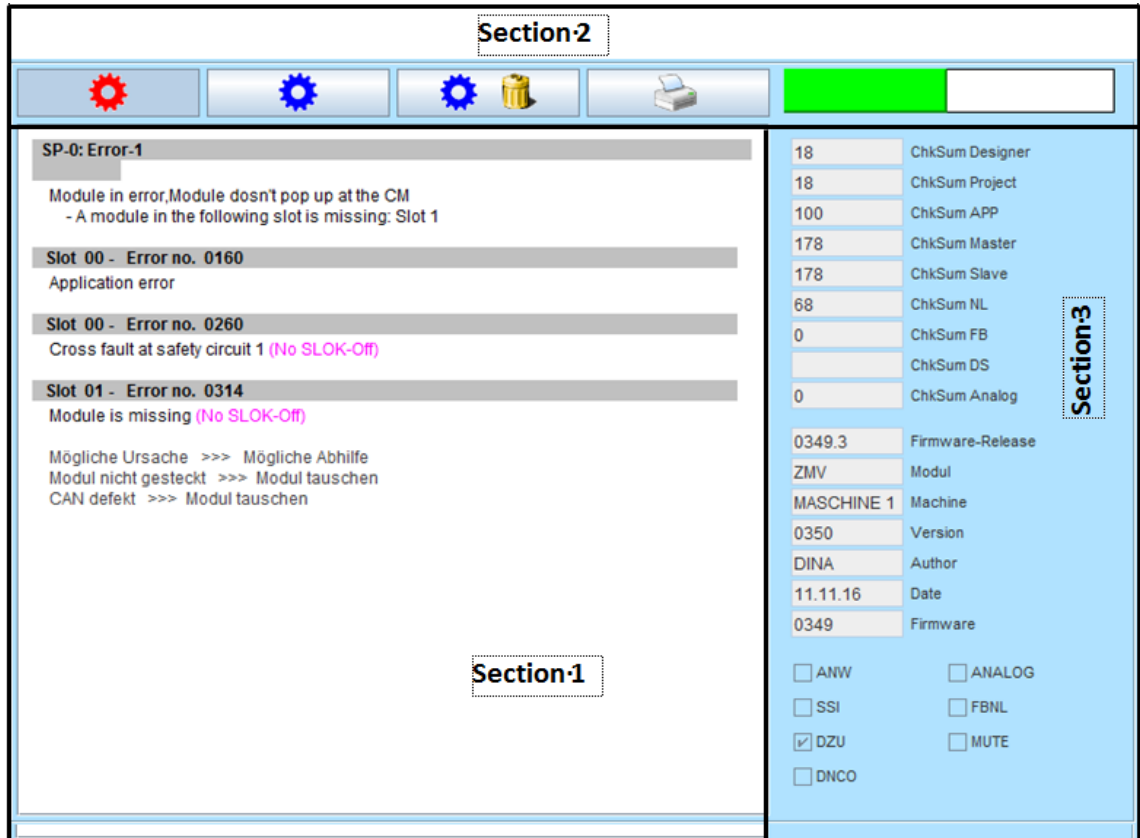 Section·2
SP-0: Error-1
Module in error,Module dosn't pop up at the CM
- A module in the following slot is missing: Slot 1
Slot 00 - Error no. 0160
Application error
Slot 00 - Error no. 0260
Cross fault at safety circuit 1 (No SLOK-Off)
Slot 01 - Error no. 0314
Module is missing (No SLOK-Off)
Mögliche Ursache >>> Mögliche Abhilfe
Modul nicht gesteckt >>> Modul tauschen
CAN defekt >>> Modul tauschen
Section·1
18 ChkSum Designer
18 ChkSum Project
100 ChkSum APP
178 ChkSum Master
178 ChkSum Slave
68 ChkSum NL
0 ChkSum FB
ChkSum DS
0 ChkSum Analog
Section·3
0349.3 Firmware-Release
ZMV Modul
MASCHINE 1 Machine
0350 Version
DINA Author
11.11.16 Date
0349 Firmware
ANW ANALOG
SSI FBNL
DZU MUTE
DNCO